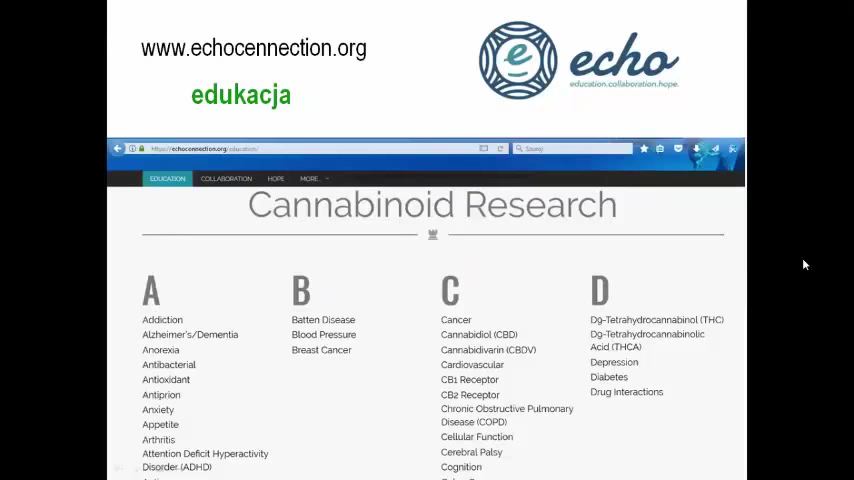 www.echocennection.org
edukacja
echo
education.collaboration.hope.
https://echoconnection.org/education/
Szukaj
EDUCATION COLLABORATION HOPE MORE...
Cannabinoid Research
A
Addiction
Alzheimer's/Dementia
Anorexia
Antibacterial
Antioxidant
Antiprion
Anxiety
Appetite
Arthritis
Attention Deficit Hyperactivity
Disorder (ADHD)
B
Batten Disease
Blood Pressure
Breast Cancer
C
Cancer
Cannabidiol (CBD)
Cannabidivarin (CBDV)
Cardiovascular
CB1 Receptor
CB2 Receptor
Chronic Obstructive Pulmonary
Disease (COPD)
Cellular Function
Cerebral Palsy
Cognition
D
D9-Tetrahydrocannabinol (THC)
D9-Tetrahydrocannabinolic
Acid (THCA)
Depression
Diabetes
Drug Interactions